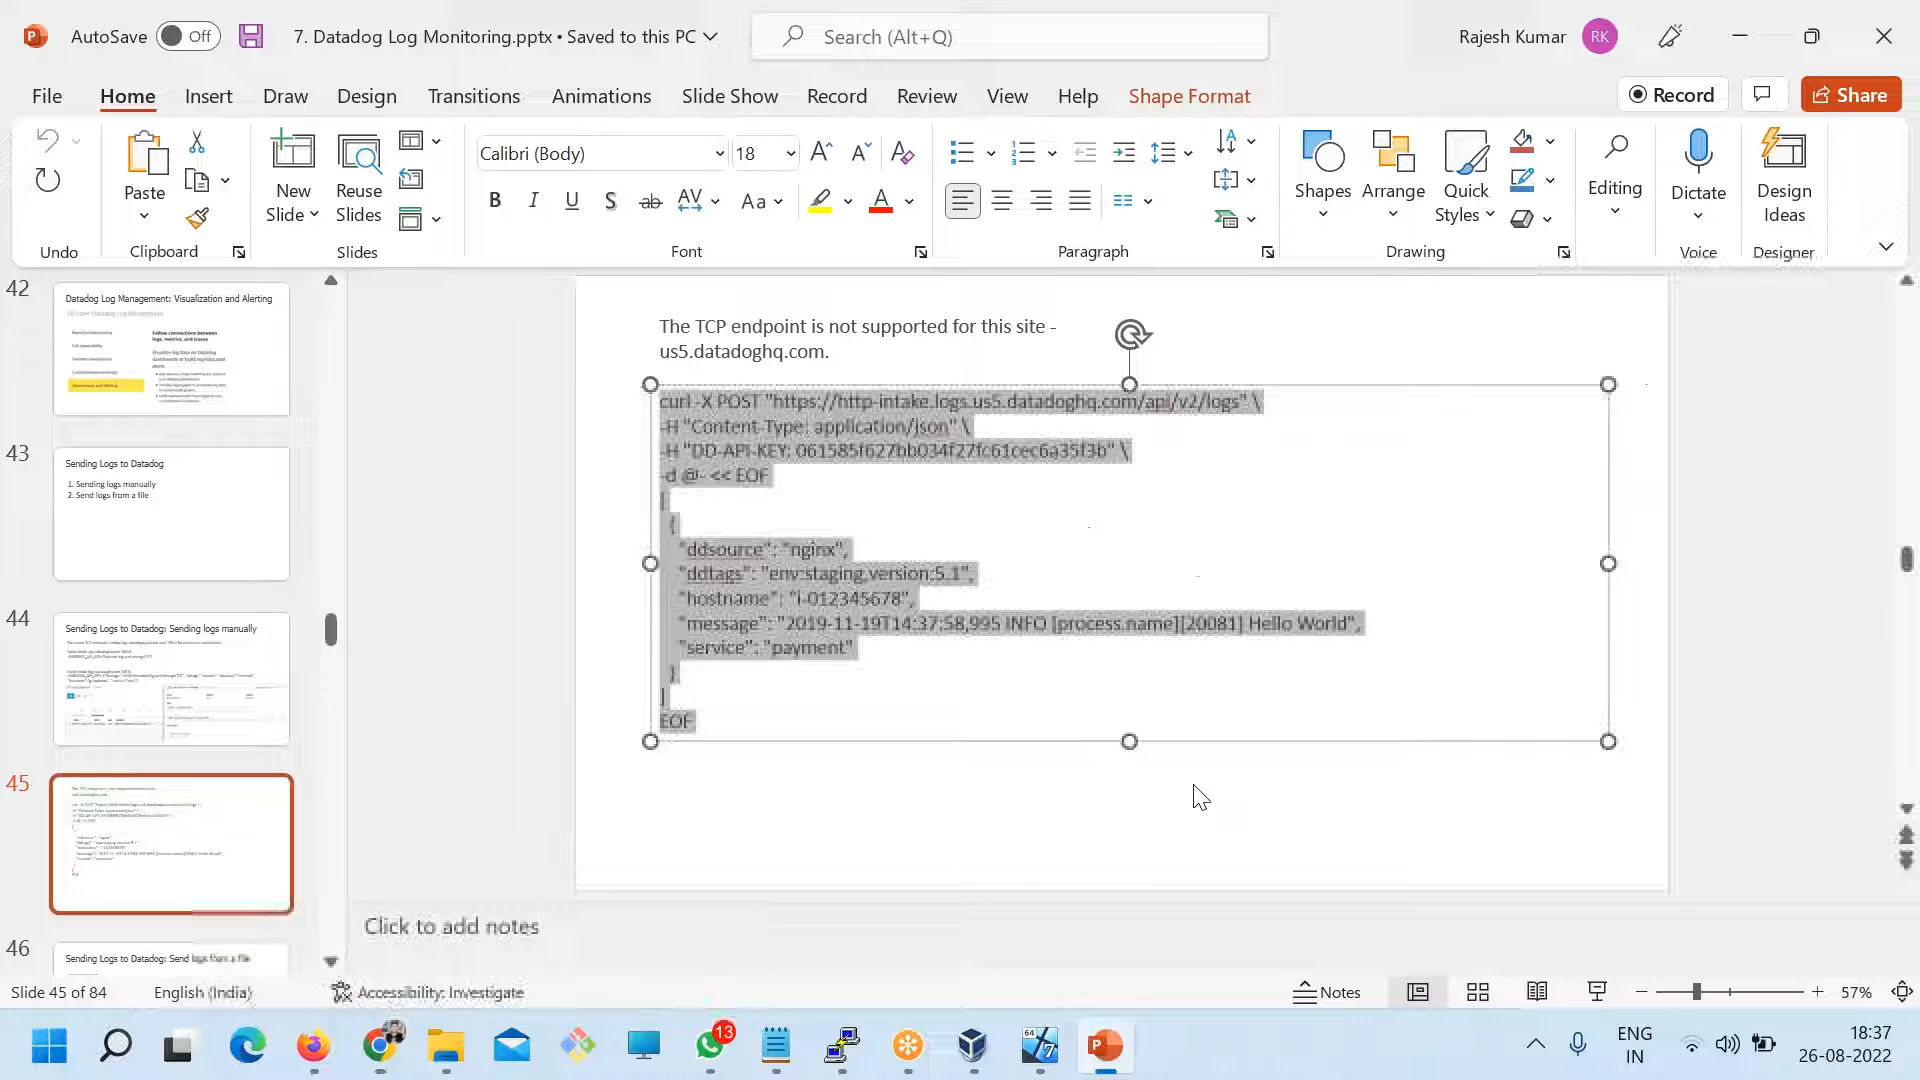 AutoSave Off 7. Datadog Log Monitoring.pptx • Saved to this PC Search (Alt+Q) Rajesh Kumar RK
File Home Insert Draw Design Transitions Animations Slide Show Record Review View Help Shape Format Record Share
Paste New Slide Reuse Slides Calibri (Body) 18 Shapes Arrange Quick Styles Editing Dictate Design Ideas
Undo Clipboard Slides Font Paragraph Drawing Voice Designer
42
Datadog Log Management: Visualization and Alerting
43
Sending Logs to Datadog
1. Sending logs manually
2. Send logs from a file
44
Sending Logs to Datadog: Sending logs manually
45
46
Sending Logs to Datadog: Send logs from a file
The TCP endpoint is not supported for this site -
us5.datadoghq.com.
curl -X POST "https://http-intake.logs.us5.datadoghq.com/api/v2/logs" \
-H "Content-Type: application/json" \
-H "DD-API-KEY: 061585f627bb034f27fc61cec6a35f3b" \
-d @- << EOF
[
{
"ddsource": "nginx",
"ddtags": "env:staging,version:5.1",
"hostname": "i-012345678",
"message": "2019-11-19T14:37:58,995 INFO [process.name][20081] Hello World",
"service": "payment"
}
]
EOF
Click to add notes
Slide 45 of 84 English (India) Accessibility: Investigate Notes 57%
13
64
ENG
IN
18:37
26-08-2022